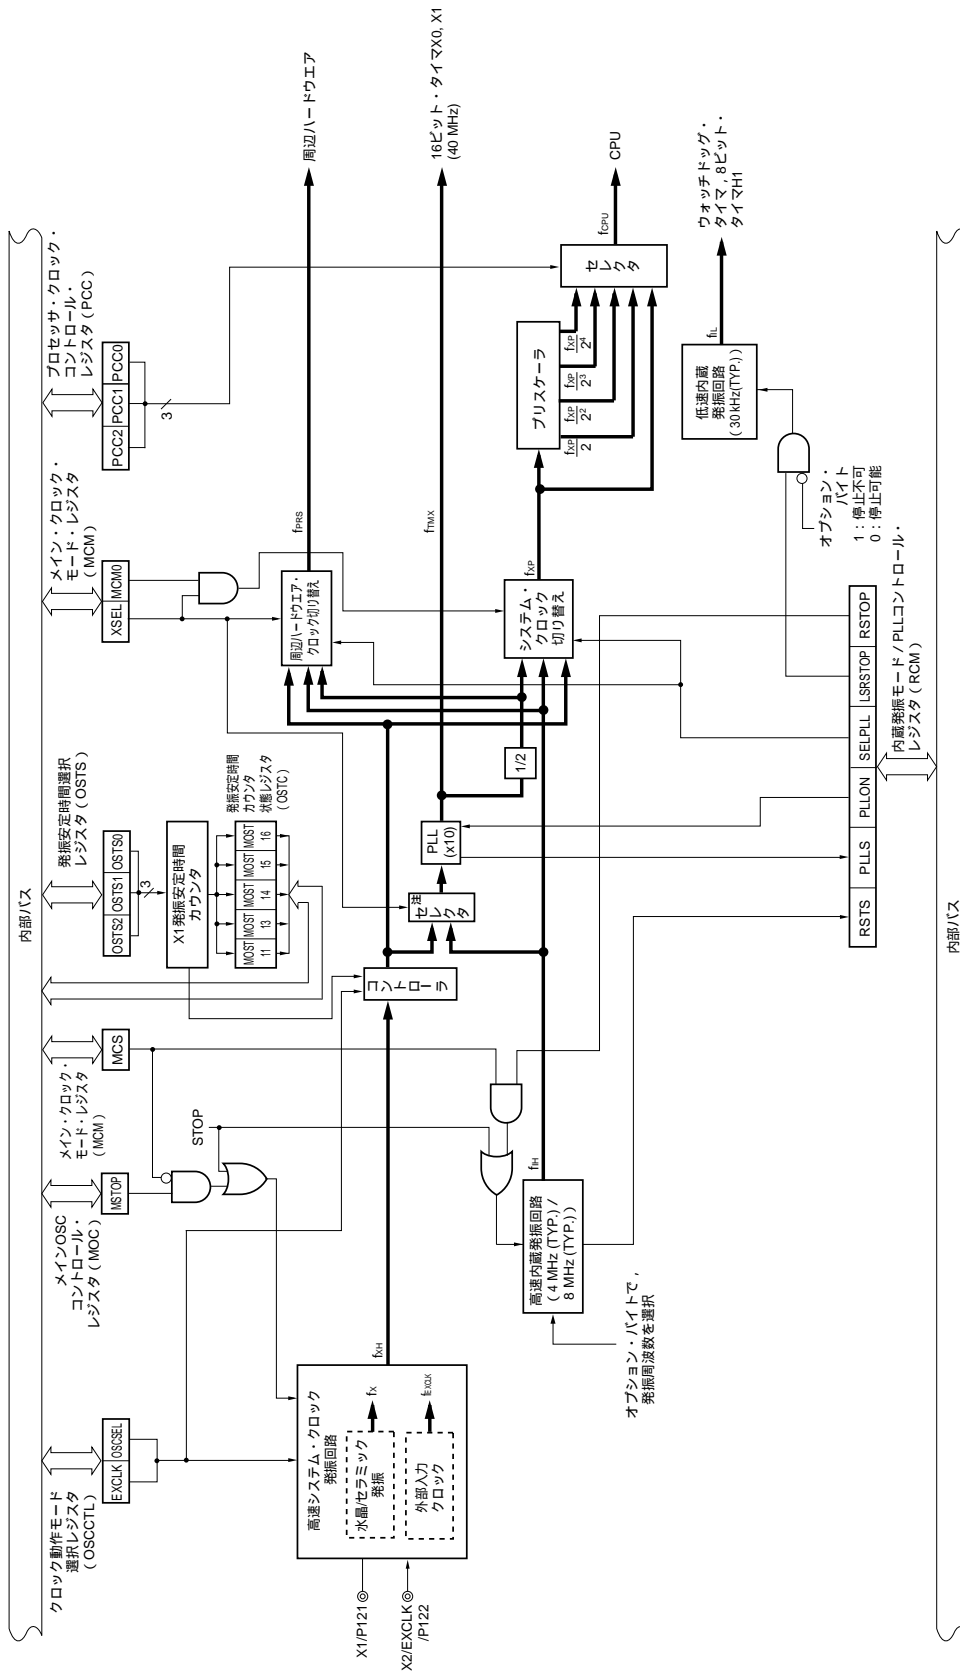 内部バス
クロック動作モード
選択レジスタ
（OSCCTL）
EXCLK OSCSEL
メインOSC
コントロール・
レジスタ（MOC）
MSTOP
メイン・クロック・
モード・レジスタ
（MCM）
MCS
発振安定時間選択
レジスタ（OSTS）
OSTS2 OSTS1 OSTS0
3
X1発振安定時間
カウンタ
発振安定時間
カウンタ
状態レジスタ
（OSTC）
MOST
11
MOST
13
MOST
14
MOST
15
MOST
16
メイン・クロック・
モード・レジスタ
（MCM）
XSEL MCM0
プロセッサ・クロック・
コントロール・
レジスタ（PCC）
PCC2 PCC1 PCC0
3
STOP
高速システム・クロック
発振回路
水晶/セラミック
発振
fX
外部入力
クロック
fEXCLK
X1/P121
X2/EXCLK
/P122
fXH
コントローラ
注
セレクタ
PLL
(x10)
1/2
周辺ハードウエア・
クロック切り替え
fPRS
周辺ハードウエア
fTMX
16ビット・タイマX0, X1
(40 MHz)
システム・
クロック
切り替え
fXP
プリスケーラ
fXP
2
fXP
2²
fXP
2³
fXP
2⁴
セレクタ
fCPU
CPU
高速内蔵発振回路
（4 MHz (TYP.) /
8 MHz (TYP.)）
fIH
オプション・バイトで，
発振周波数を選択
低速内蔵
発振回路
（30 kHz(TYP.)）
fIL
ウォッチドッグ・
タイマ，8ビット・
タイマH1
オプション・
バイト
1：停止不可
0：停止可能
RSTS PLLS PLLON SELPLL LSRSTOP RSTOP
内蔵発振モード/PLLコントロール・
レジスタ（RCM）
内部バス